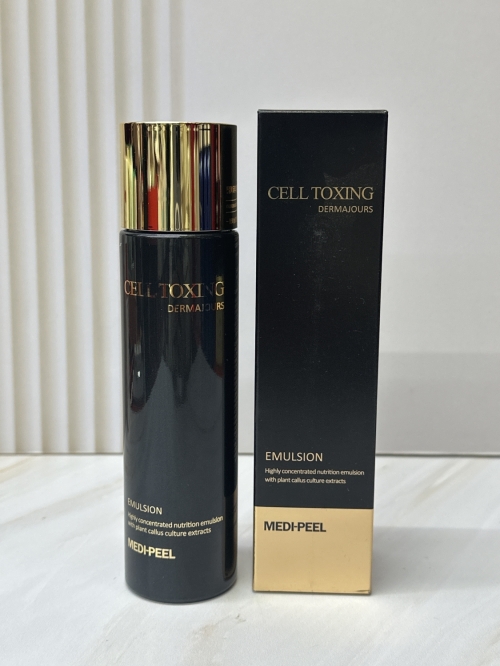 CELL TOXING
DERMAJOURS
EMULSION
Highly concentrated nutrition emulsion
with plant callus culture extracts
MEDI-PEEL
CELL TOXING
DERMAJOURS
EMULSION
Highly concentrated nutrition emulsion
with plant callus culture extracts
MEDI-PEEL